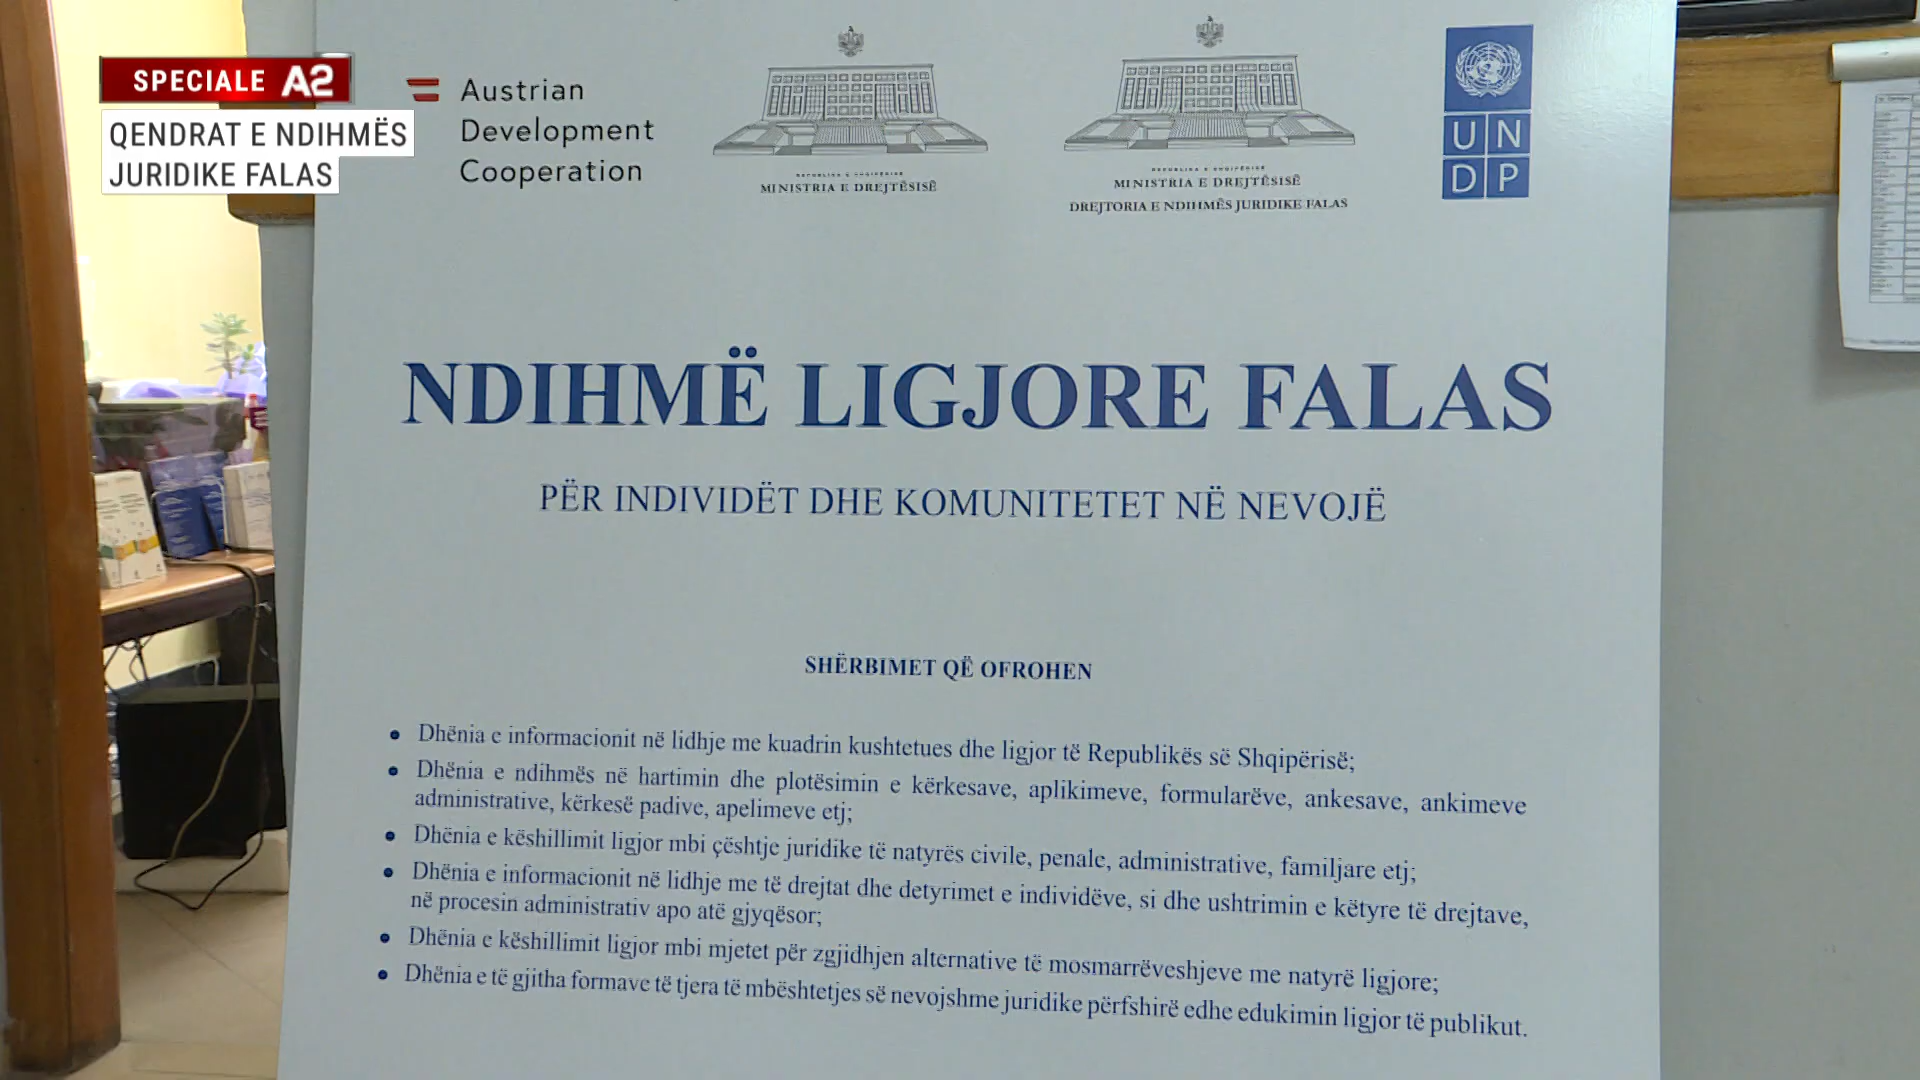 SPECIALE A2
QENDRAT E NDIHMËS
JURIDIKE FALAS
Austrian
Development
Cooperation
REPUBLIKA E SHQIPËRISË
MINISTRIA E DREJTËSISË
REPUBLIKA E SHQIPËRISË
MINISTRIA E DREJTËSISË
DREJTORIA E NDIHMËS JURIDIKE FALAS
UN
DP
NDIHMË LIGJORE FALAS
PËR INDIVIDËT DHE KOMUNITETET NË NEVOJË
SHËRBIMET QË OFROHEN
• Dhënia e informacionit në lidhje me kuadrin kushtetues dhe ligjor të Republikës së Shqipërisë;
• Dhënia e ndihmës në hartimin dhe plotësimin e kërkesave, aplikimeve, formularëve, ankesave, ankimeve
administrative, kërkesë padive, apelimeve etj;
• Dhënia e këshillimit ligjor mbi çështje juridike të natyrës civile, penale, administrative, familjare etj;
• Dhënia e informacionit në lidhje me të drejtat dhe detyrimet e individëve, si dhe ushtrimin e këtyre të drejtave,
në procesin administrativ apo atë gjyqësor;
• Dhënia e këshillimit ligjor mbi mjetet për zgjidhjen alternative të mosmarrëveshjeve me natyrë ligjore;
• Dhënia e të gjitha formave të tjera të mbështetjes së nevojshme juridike përfshirë edhe edukimin ligjor të publikut.